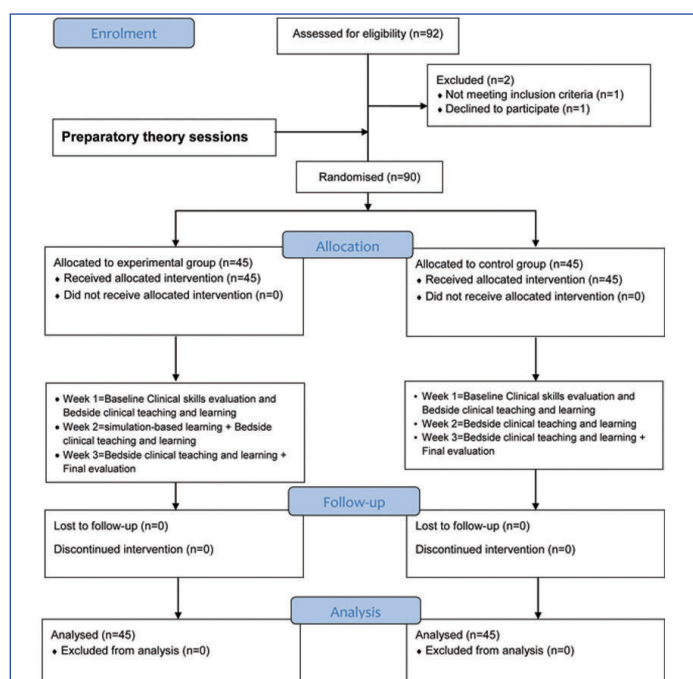 Enrolment
Assessed for eligibility (n=92)
Excluded (n=2)
♦ Not meeting inclusion criteria (n=1)
♦ Declined to participate (n=1)
Preparatory theory sessions
Randomised (n=90)
Allocation
Allocated to experimental group (n=45)
♦ Received allocated intervention (n=45)
♦ Did not receive allocated intervention (n=0)
Allocated to control group (n=45)
♦ Received allocated intervention (n=45)
♦ Did not receive allocated intervention (n=0)
● Week 1=Baseline Clinical skills evaluation and
Bedside clinical teaching and learning
● Week 2=simulation-based learning + Bedside
clinical teaching and learning
● Week 3=Bedside clinical teaching and learning +
Final evaluation
• Week 1=Baseline Clinical skills evaluation and
Bedside clinical teaching and learning
• Week 2=Bedside clinical teaching and learning
• Week 3=Bedside clinical teaching and learning +
Final evaluation
Follow-up
Lost to follow-up (n=0)
Discontinued intervention (n=0)
Lost to follow-up (n=0)
Discontinued intervention (n=0)
Analysis
Analysed (n=45)
♦ Excluded from analysis (n=0)
Analysed (n=45)
♦ Excluded from analysis (n=0)